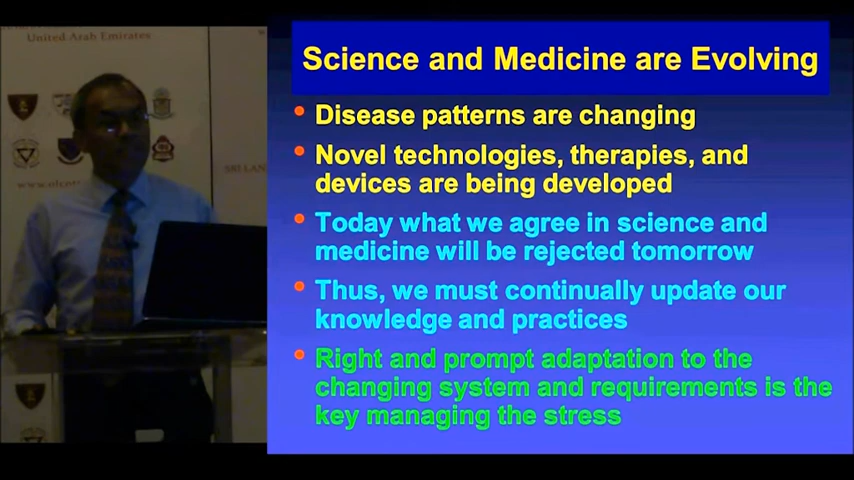 United Arab Emirates
SRI LAN
Science and Medicine are Evolving
• Disease patterns are changing
• Novel technologies, therapies, and
devices are being developed
• Today what we agree in science and
medicine will be rejected tomorrow
• Thus, we must continually update our
knowledge and practices
• Right and prompt adaptation to the
changing system and requirements is the
key managing the stress